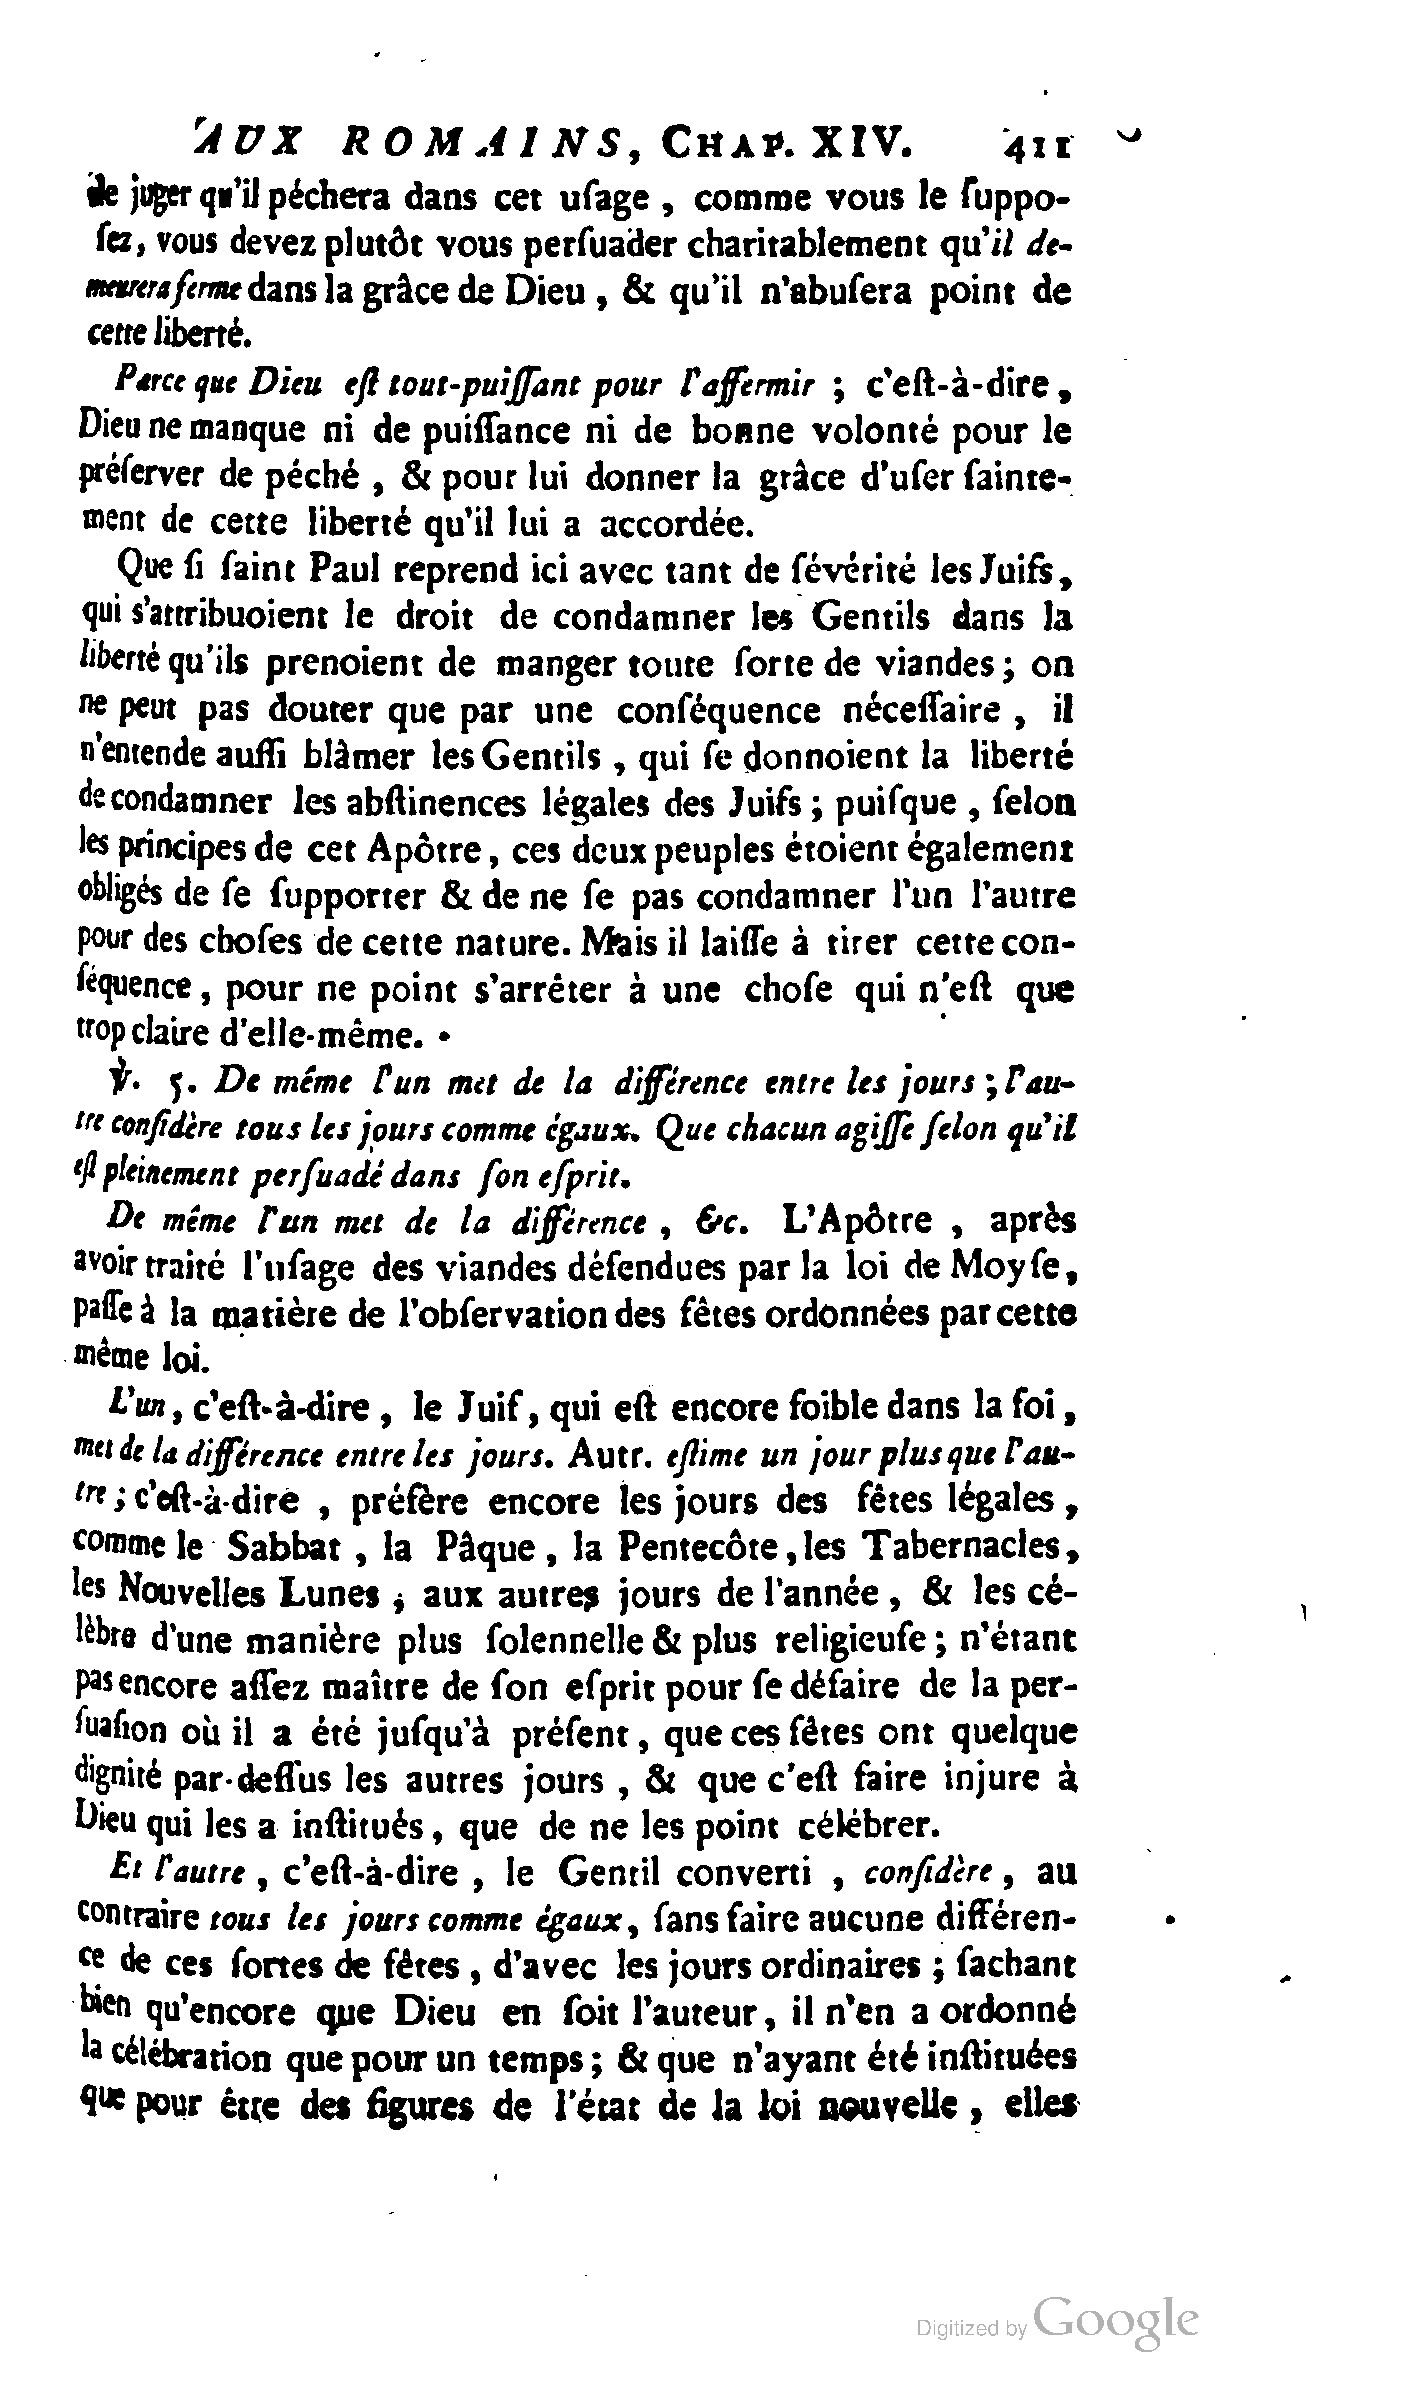 AUX ROMAINS, CHAP. XIV. 411
de juger qu'il péchera dans cet uſage , comme vous le ſuppo-
ſez, vous devez plutôt vous perſuader charitablement qu'il de-
meurera ferme dans la grâce de Dieu , & qu'il n'abuſera point de
cette liberté.
Parce que Dieu eſt tout-puiſſant pour l'affermir ; c'eſt-à-dire ,
Dieu ne manque ni de puiſſance ni de bonne volonté pour le
préſerver de péché , & pour lui donner la grâce d'uſer ſainte-
ment de cette liberté qu'il lui a accordée.
Que ſi ſaint Paul reprend ici avec tant de ſévérité les Juifs,
qui s'attribuoient le droit de condamner les Gentils dans la
liberté qu'ils prenoient de manger toute ſorte de viandes ; on
ne peut pas douter que par une conſéquence néceſſaire , il
n'entende auſſi blâmer les Gentils , qui ſe donnoient la liberté
de condamner les abſtinences légales des Juifs ; puiſque , ſelon
les principes de cet Apôtre, ces deux peuples étoient également
obligés de ſe ſupporter & de ne ſe pas condamner l'un l'autre
pour des choſes de cette nature. Mais il laiſſe à tirer cette con-
ſéquence , pour ne point s'arrêter à une choſe qui n'eſt que
trop claire d'elle-même.
℣. 5. De même l'un met de la différence entre les jours ; l'au-
tre conſidère tous les jours comme égaux. Que chacun agiſſe ſelon qu'il
eſt pleinement perſuadé dans ſon eſprit.
De même l'un met de la différence , &c. L'Apôtre , après
avoir traité l'uſage des viandes défendues par la loi de Moyſe,
paſſe à la matière de l'obſervation des fêtes ordonnées par cette
même loi.
L'un, c'eſt-à-dire , le Juif, qui eſt encore foible dans la foi ,
met de la différence entre les jours. Autr. eſtime un jour plus que l'au-
tre ; c'eſt-à-dire , préfère encore les jours des fêtes légales ,
comme le Sabbat , la Pâque , la Pentecôte , les Tabernacles,
les Nouvelles Lunes , aux autres jours de l'année , & les cé-
lèbre d'une manière plus ſolennelle & plus religieuſe ; n'étant
pas encore aſſez maître de ſon eſprit pour ſe défaire de la per-
ſuaſion où il a été juſqu'à préſent , que ces fêtes ont quelque
dignité par-deſſus les autres jours , & que c'eſt faire injure à
Dieu qui les a inſtitués , que de ne les point célébrer.
Et l'autre , c'eſt-à-dire , le Gentil converti , conſidère , au
contraire tous les jours comme égaux, ſans faire aucune différen-
ce de ces ſortes de fêtes , d'avec les jours ordinaires ; ſachant
bien qu'encore que Dieu en ſoit l'auteur, il n'en a ordonné
la célébration que pour un temps ; & que n'ayant été inſtituées
que pour être des figures de l'état de la loi nouvelle , elles
Digitized by Google